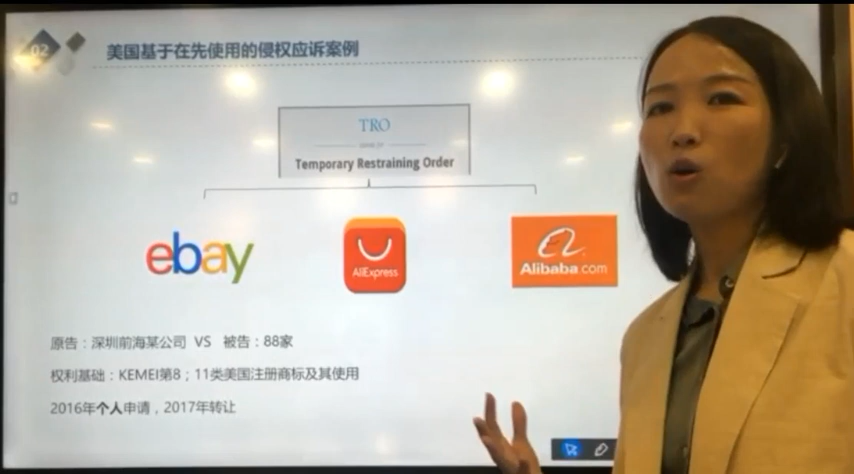 02
美国基于在先使用的侵权应诉案例
TRO
Temporary Restraining Order
ebay
AliExpress
Alibaba.com
原告：深圳前海某公司 VS 被告：88家
权利基础：KEMEI第8；11类美国注册商标及其使用
2016年个人申请，2017年转让